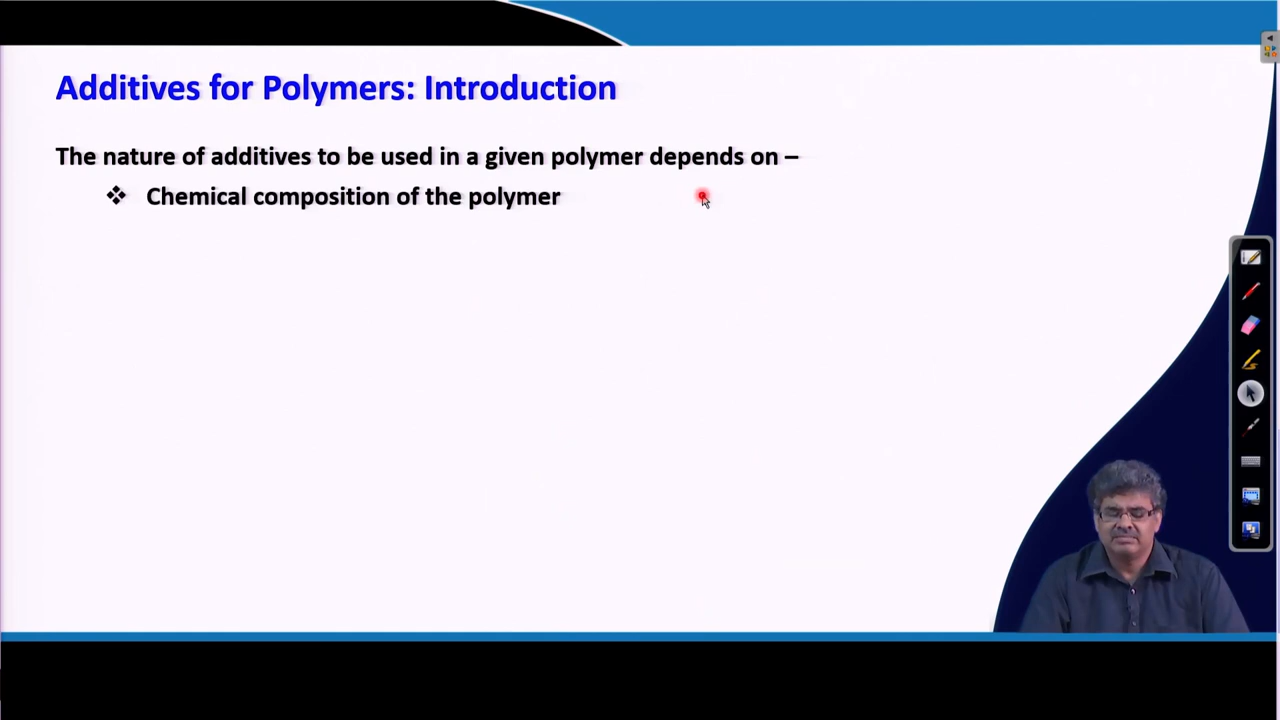 Additives for Polymers: Introduction
The nature of additives to be used in a given polymer depends on –
❖ Chemical composition of the polymer